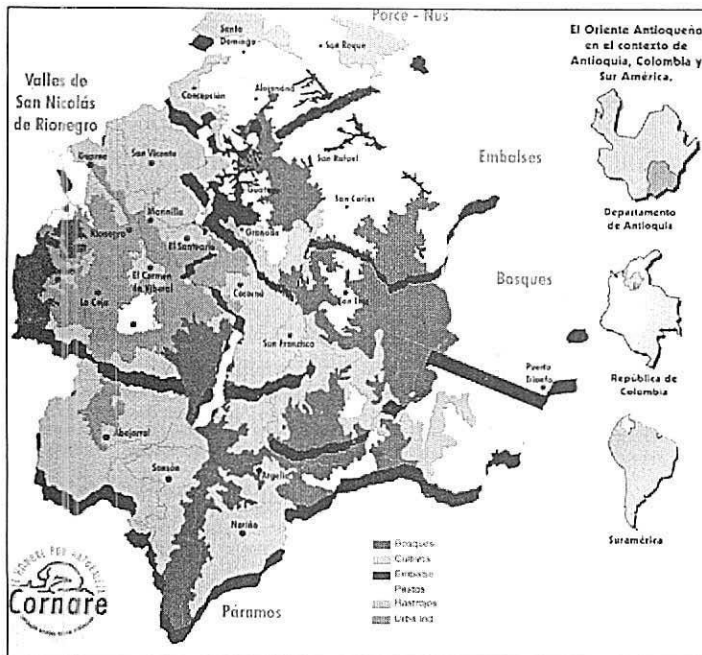 Porce - Nus
Santo
Domingo
San Roque
El Oriente Antioqueño
en el contexto de
Antioquia, Colombia y
Sur América.
Valles de
San Nicolás
de Rionegro
Concepción
Guarne
San Vicente
San Rafael
Embalses
Marinilla
San Carlos
Rionegro
Granada
El Santuario
Departamento
de Antioquia
El Carmen
de Viboral
Bosques
La Ceja
Cocorná
San Luis
San Francisco
Puerto
Triunfo
República de
Colombia
Abejorral
Sonsón
Argelia
Nariño
Suramérica
Bosques
Cultivos
Embalse
Pastos
Rastrojos
Urba Ind
Cornare
Páramos